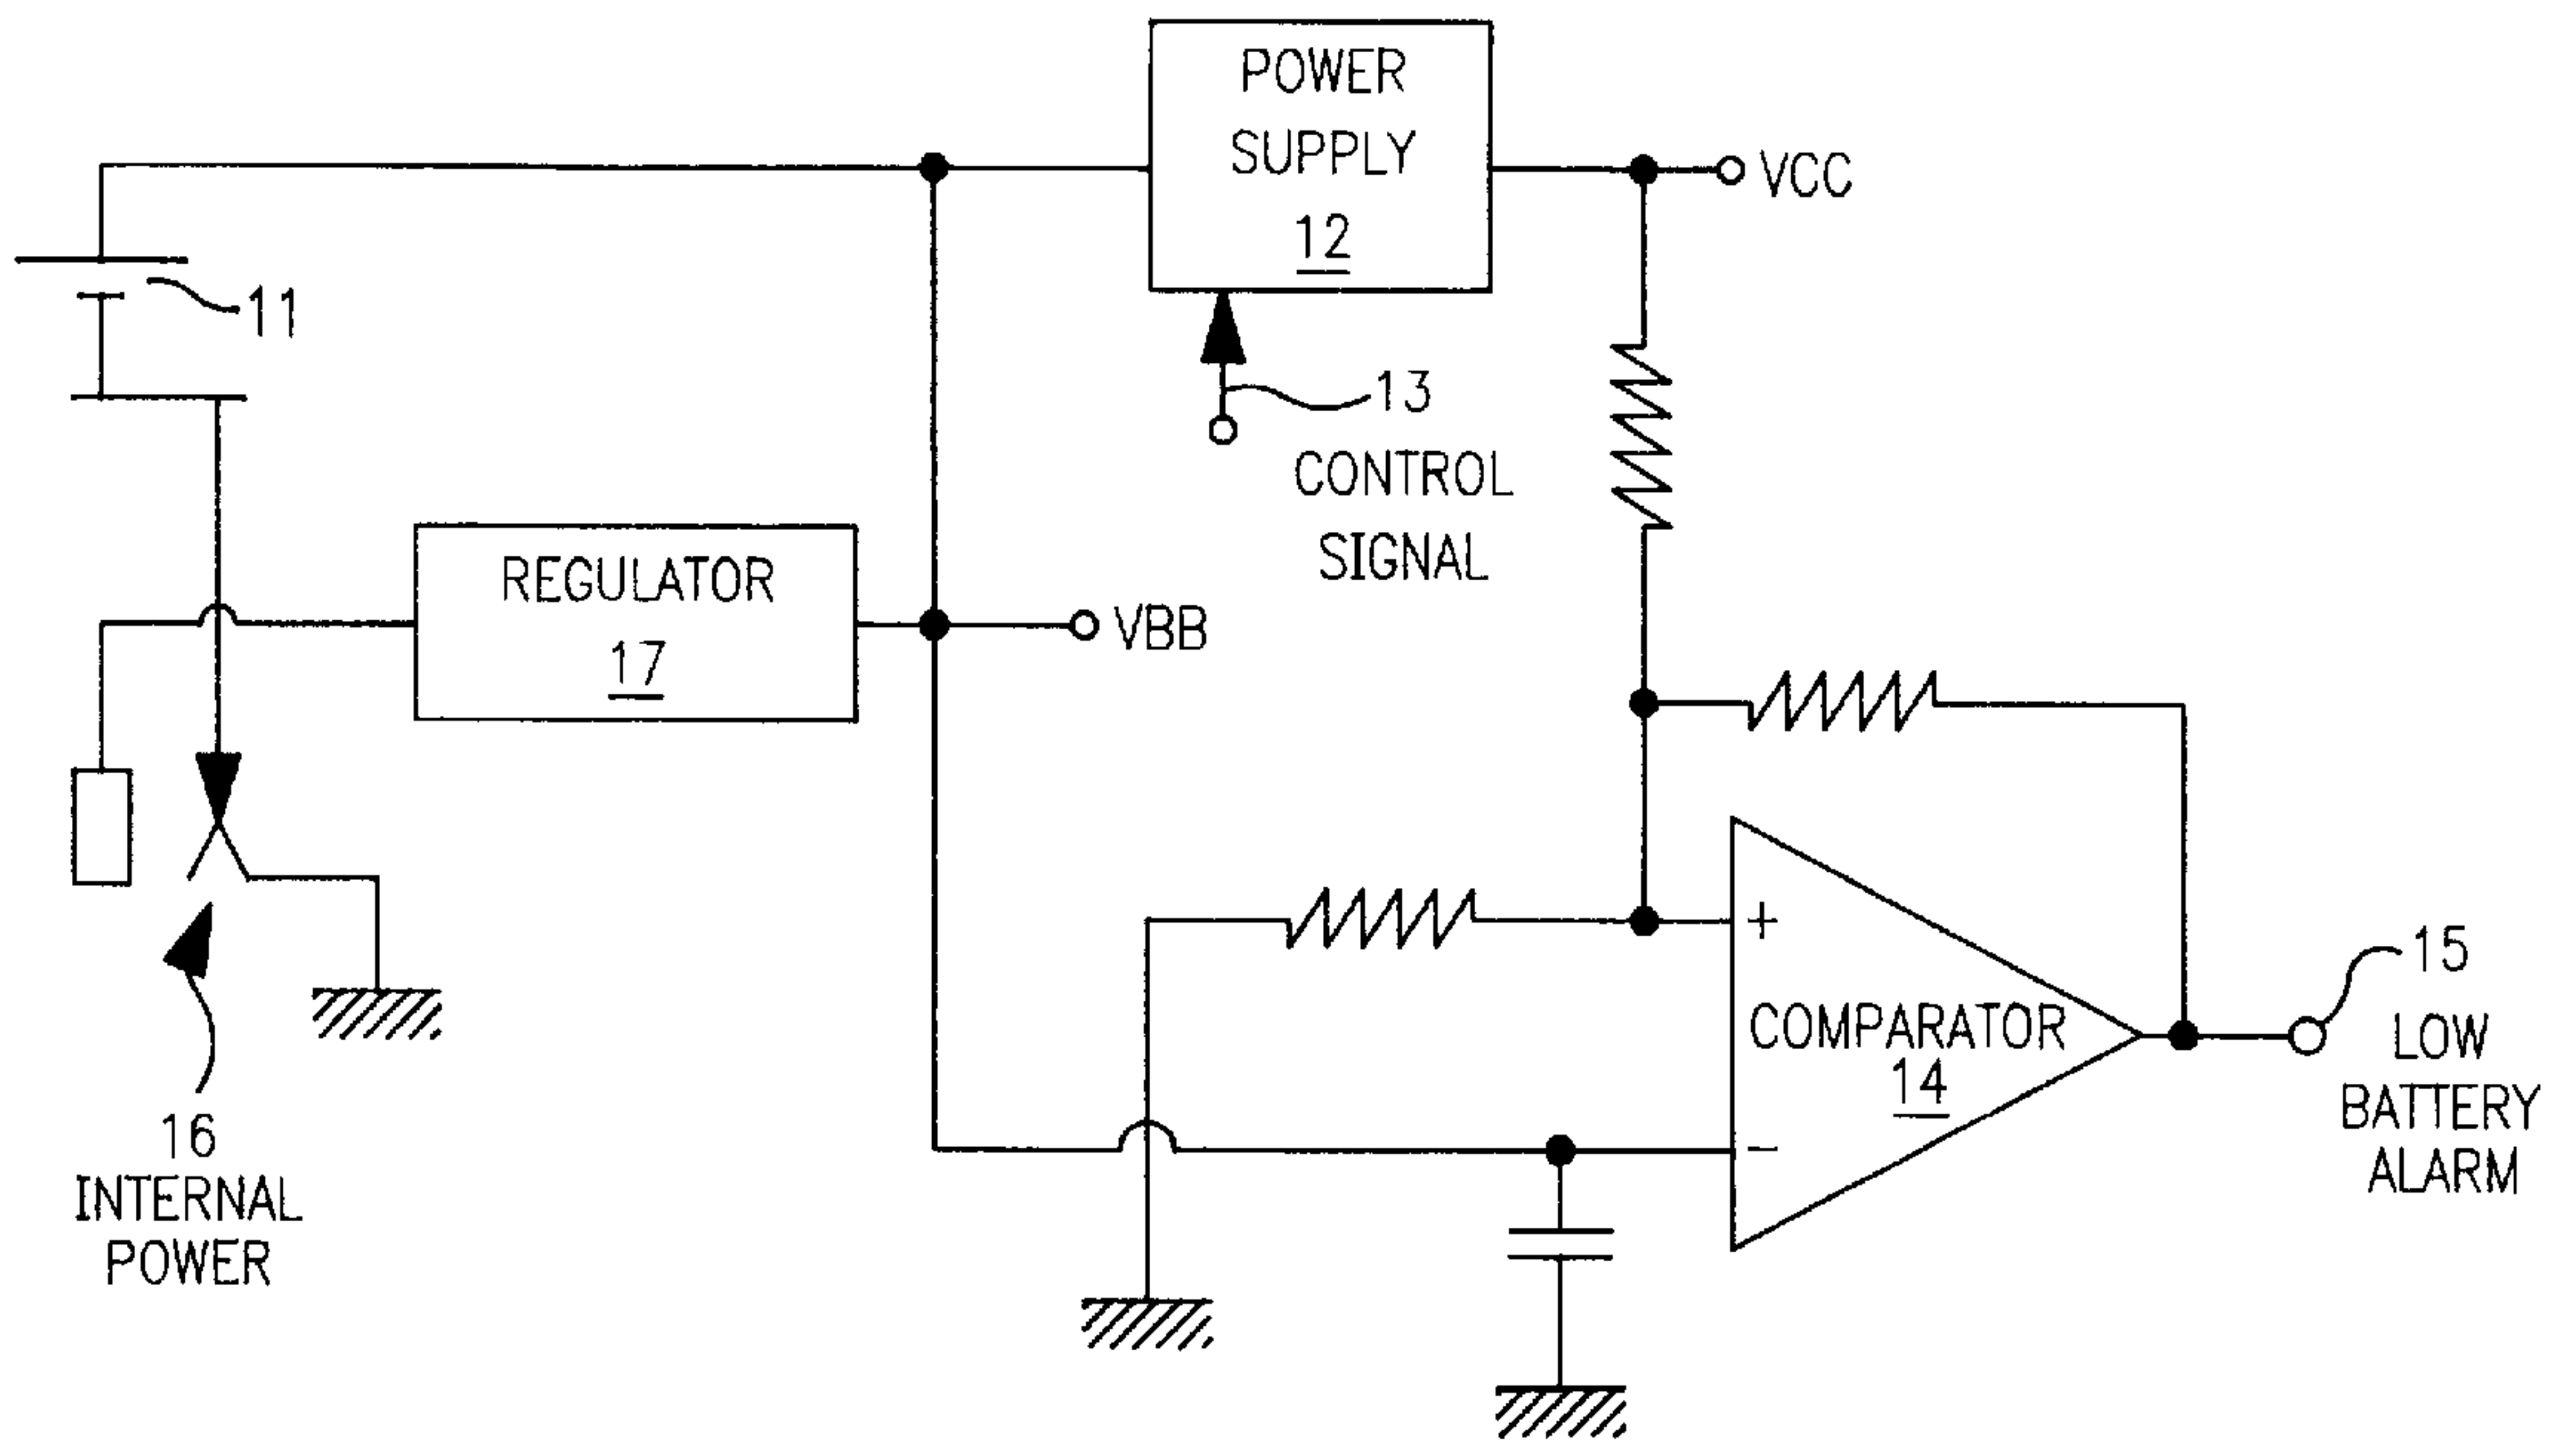 POWER
SUPPLY
12
VCC
11
13
CONTROL
SIGNAL
REGULATOR
17
VBB
+
COMPARATOR
14
-
15
LOW
BATTERY
ALARM
16
INTERNAL
POWER